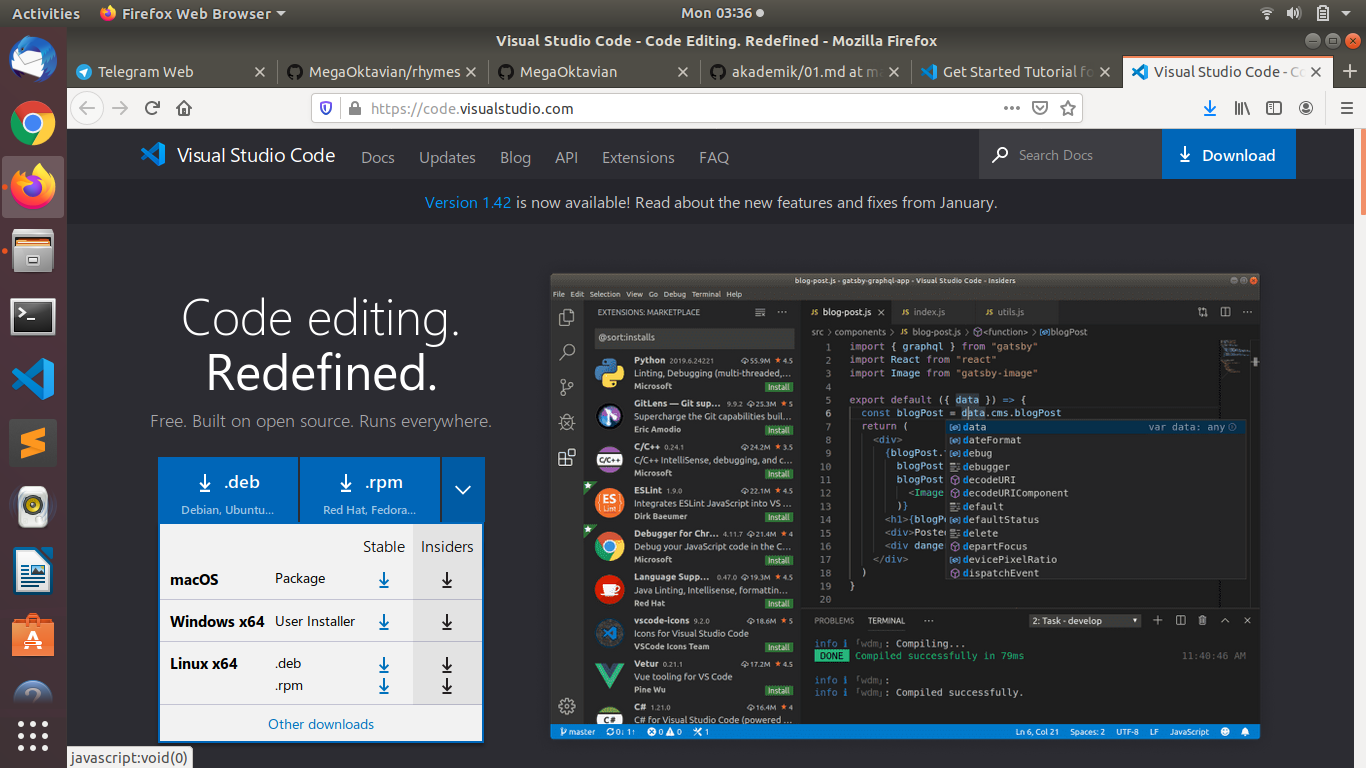 Activities Firefox Web Browser Mon 03:36
Visual Studio Code - Code Editing. Redefined - Mozilla Firefox
Telegram Web MegaOktavian/rhymes MegaOktavian akademik/01.md at ma Get Started Tutorial fo Visual Studio Code - Co
https://code.visualstudio.com
Visual Studio Code Docs Updates Blog API Extensions FAQ Search Docs Download
Version 1.42 is now available! Read about the new features and fixes from January.
Code editing.
Redefined.
Free. Built on open source. Runs everywhere.
.deb .rpm
Debian, Ubuntu... Red Hat, Fedora...
Stable Insiders
macOS Package
Windows x64 User Installer
Linux x64 .deb
.rpm
Other downloads
javascript:void(0)
blog-post.js - gatsby-graphql-app - Visual Studio Code - Insiders
File Edit Selection View Go Debug Terminal Help
EXTENSIONS: MARKETPLACE
@sort:installs
Python 2019.6.24221 55.9M 4.5
Linting, Debugging (multi-threaded,...
Microsoft Install
GitLens — Git sup... 9.9.2 25.3M 5
Supercharge the Git capabilities buil...
Eric Amodio Install
C/C++ 0.24.1 24.2M 3.5
C/C++ IntelliSense, debugging, and c...
Microsoft Install
ESLint 1.9.0 22.1M 4.5
Integrates ESLint JavaScript into VS ...
Dirk Baeumer Install
Debugger for Chr... 4.11.7 21.4M 4
Debug your JavaScript code in the C...
Microsoft Install
Language Supp... 0.47.0 19.3M 4.5
Java Linting, Intellisense, formattin...
Red Hat Install
vscode-icons 9.2.0 18.6M 5
Icons for Visual Studio Code
VSCode Icons Team Install
Vetur 0.21.1 17.2M 4.5
Vue tooling for VS Code
Pine Wu Install
C# 1.21.0 16.4M 4
C# for Visual Studio Code (powered ...
ES
Lint
C#
JS blog-post.js JS index.js JS utils.js
src > components > JS blog-post.js > <function> > blogPost
1 import { graphql } from "gatsby"
2 import React from "react"
3 import Image from "gatsby-image"
4
5 export default ({ data }) => {
6 const blogPost = data.cms.blogPost
7 return (
8 <div>
9 {blogPost.
10 blogPost
11 blogPost
12 <Image
13 )}
14 <h1>{blogP
15 <div>Poste
16 <div dange
17 </div>
18 )
19 }
20
data var data: any
dateFormat
debug
debugger
decodeURI
decodeURIComponent
default
defaultStatus
delete
departFocus
devicePixelRatio
dispatchEvent
PROBLEMS TERMINAL ... 2: Task - develop
info i ｢wdm｣: Compiling...
DONE Compiled successfully in 79ms 11:40:46 AM
info i ｢wdm｣:
info i ｢wdm｣: Compiled successfully.
master 0↓ 1↑ 0 0 1 Ln 6, Col 21 Spaces: 2 UTF-8 LF JavaScript